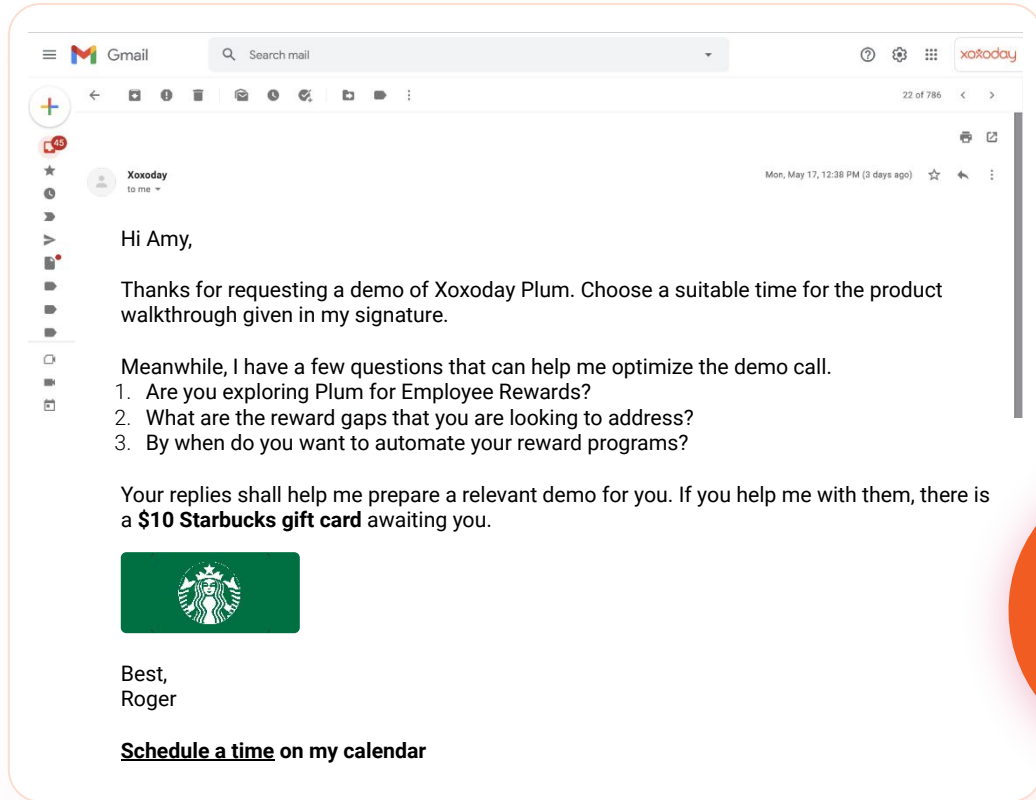 Gmail
Search mail
xoxoday
22 of 786
45
Xoxoday
to me
Mon, May 17, 12:38 PM (3 days ago)
Hi Amy,
Thanks for requesting a demo of Xoxoday Plum. Choose a suitable time for the product
walkthrough given in my signature.
Meanwhile, I have a few questions that can help me optimize the demo call.
1. Are you exploring Plum for Employee Rewards?
2. What are the reward gaps that you are looking to address?
3. By when do you want to automate your reward programs?
Your replies shall help me prepare a relevant demo for you. If you help me with them, there is
a $10 Starbucks gift card awaiting you.
Best,
Roger
Schedule a time on my calendar